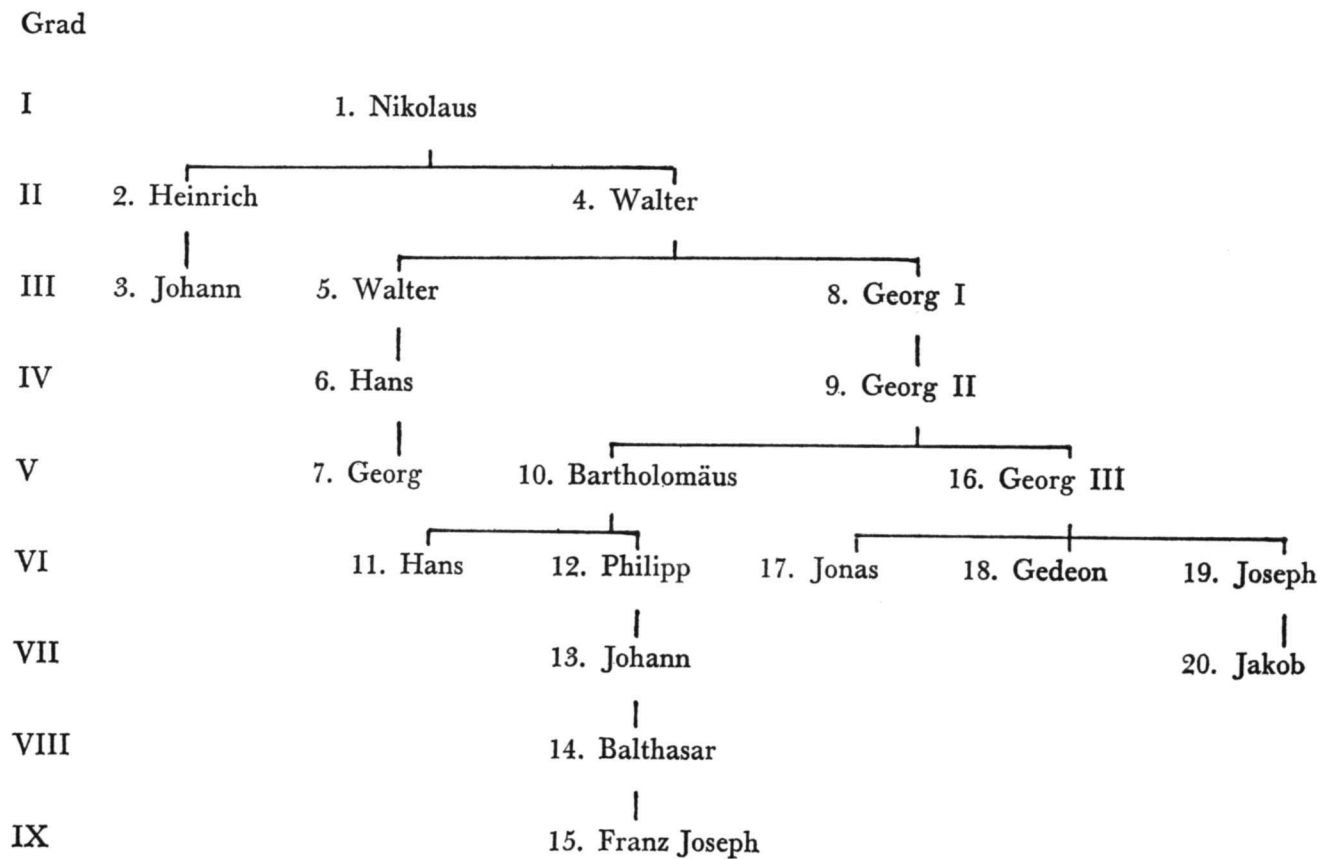 Grad
I 1. Nikolaus
II 2. Heinrich 4. Walter
III 3. Johann 5. Walter 8. Georg I
IV 6. Hans 9. Georg II
V 7. Georg 10. Bartholomäus 16. Georg III
VI 11. Hans 12. Philipp 17. Jonas 18. Gedeon 19. Joseph
VII 13. Johann 20. Jakob
VIII 14. Balthasar
IX 15. Franz Joseph